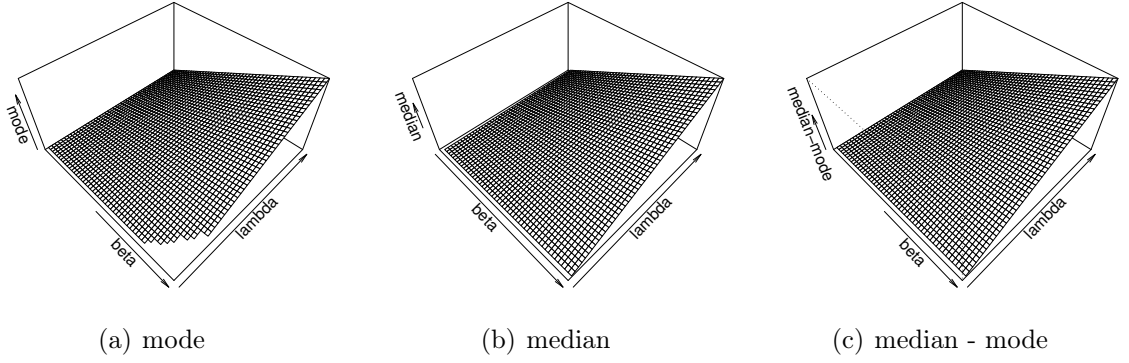 mode
beta
lambda
median
beta
lambda
median−mode
beta
lambda
(a) mode
(b) median
(c) median - mode